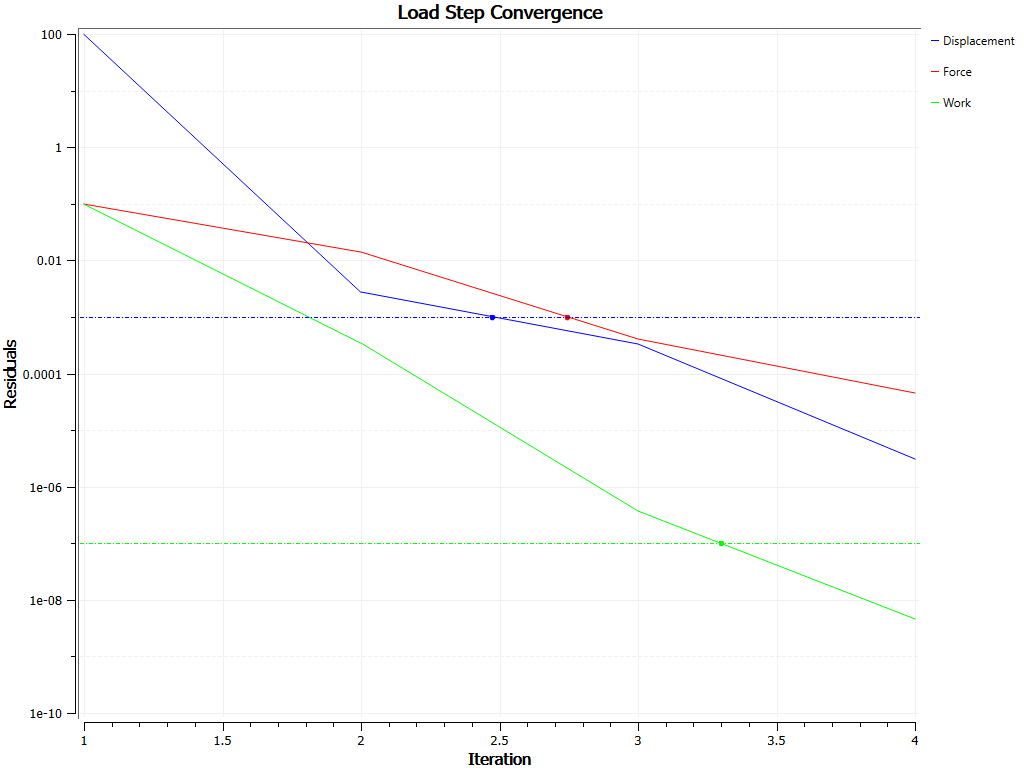 Load Step Convergence
Displacement
Force
Work
100
1
0.01
0.0001
1e-06
1e-08
1e-10
Residuals
1 1.5 2 2.5 3 3.5 4
Iteration